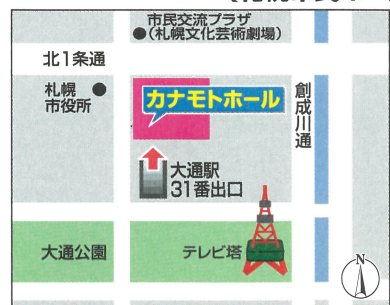 市民交流プラザ
(札幌文化芸術劇場)
北1条通
札幌
市役所
カナモトホール
創成川通
大通駅
31番出口
大通公園
テレビ塔
N